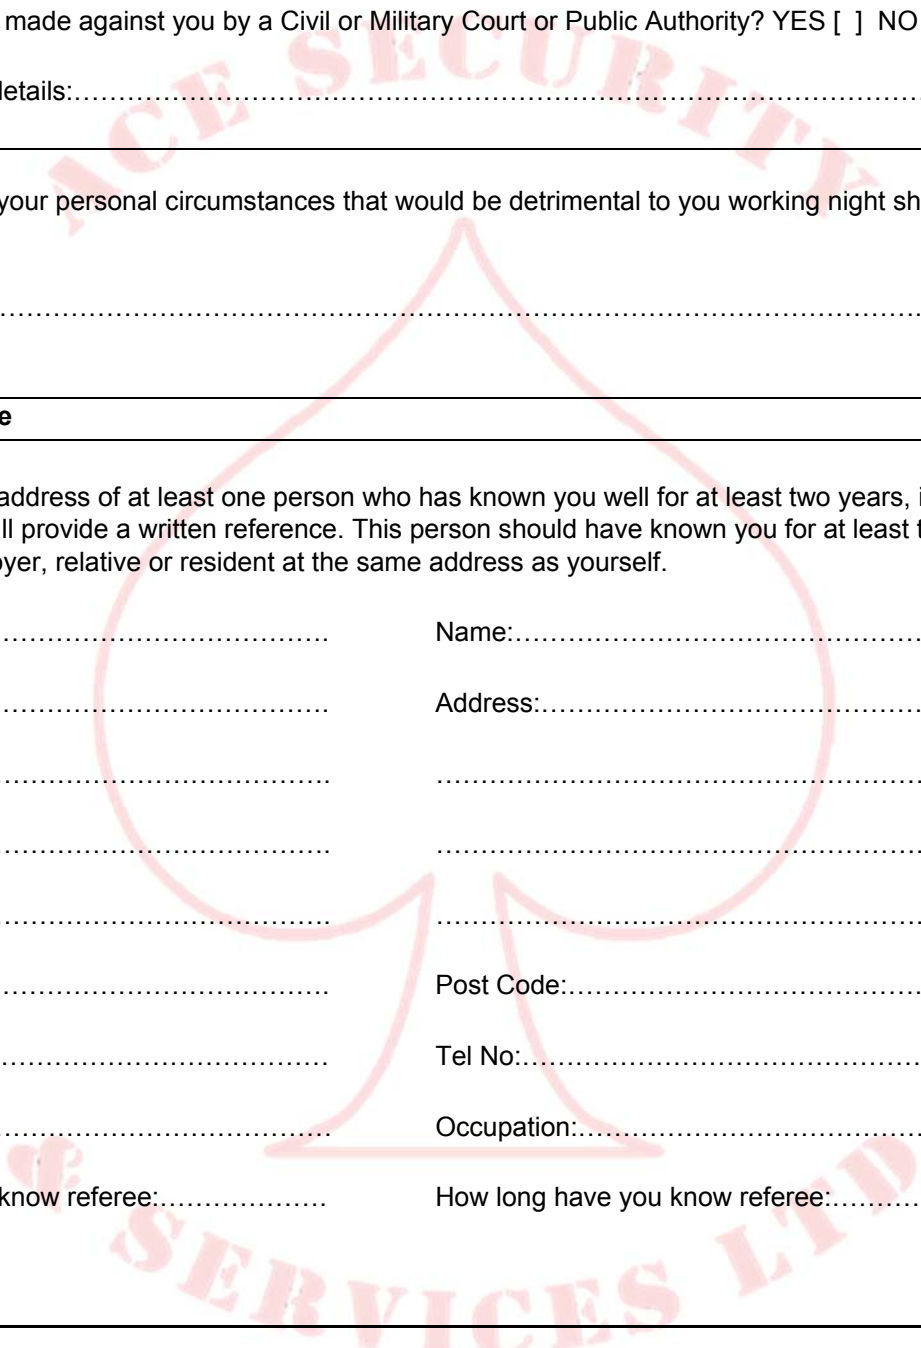 ACE SECURITY
made against you by a Civil or Military Court or Public Authority? YES [ ] NO
details:……………………………………………………………………………………
your personal circumstances that would be detrimental to you working night sh
……………………………………………………………………………………………
e
address of at least one person who has known you well for at least two years, i
ll provide a written reference. This person should have known you for at least t
oyer, relative or resident at the same address as yourself.
……………………………….
Name:………………………………………
……………………………….
Address:……………………………………
……………………………….
………………………………………………
……………………………….
………………………………………………
……………………………….
………………………………………………
……………………………….
Post Code:…………………………………
……………………………….
Tel No:………………………………………
……………………………….
Occupation:…………………………………
know referee:……………….
How long have you know referee:………
& SERVICES LTD